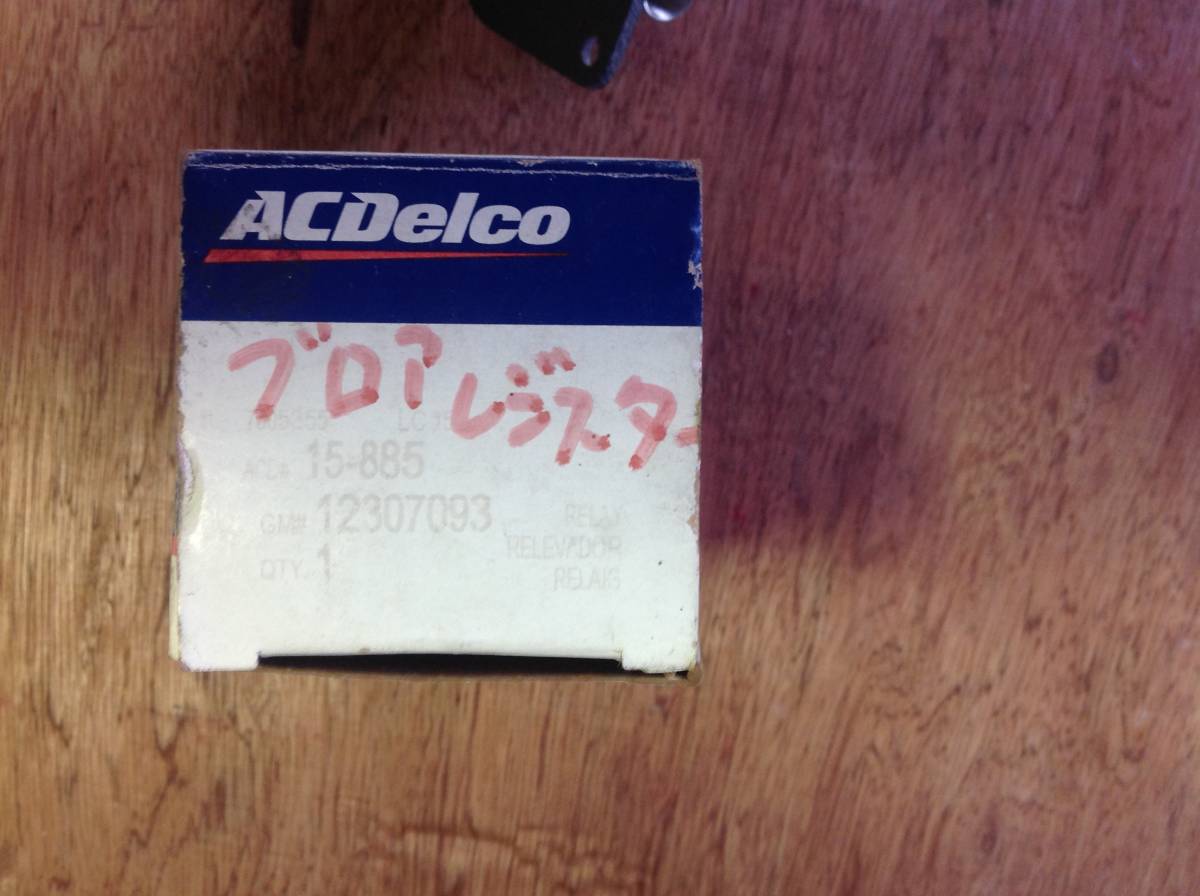 ACDelco
ブロアレジスター
ACD# 15-885
GM# 12307093
RELAY
RELEVADOR
QTY. 1
RELAIS